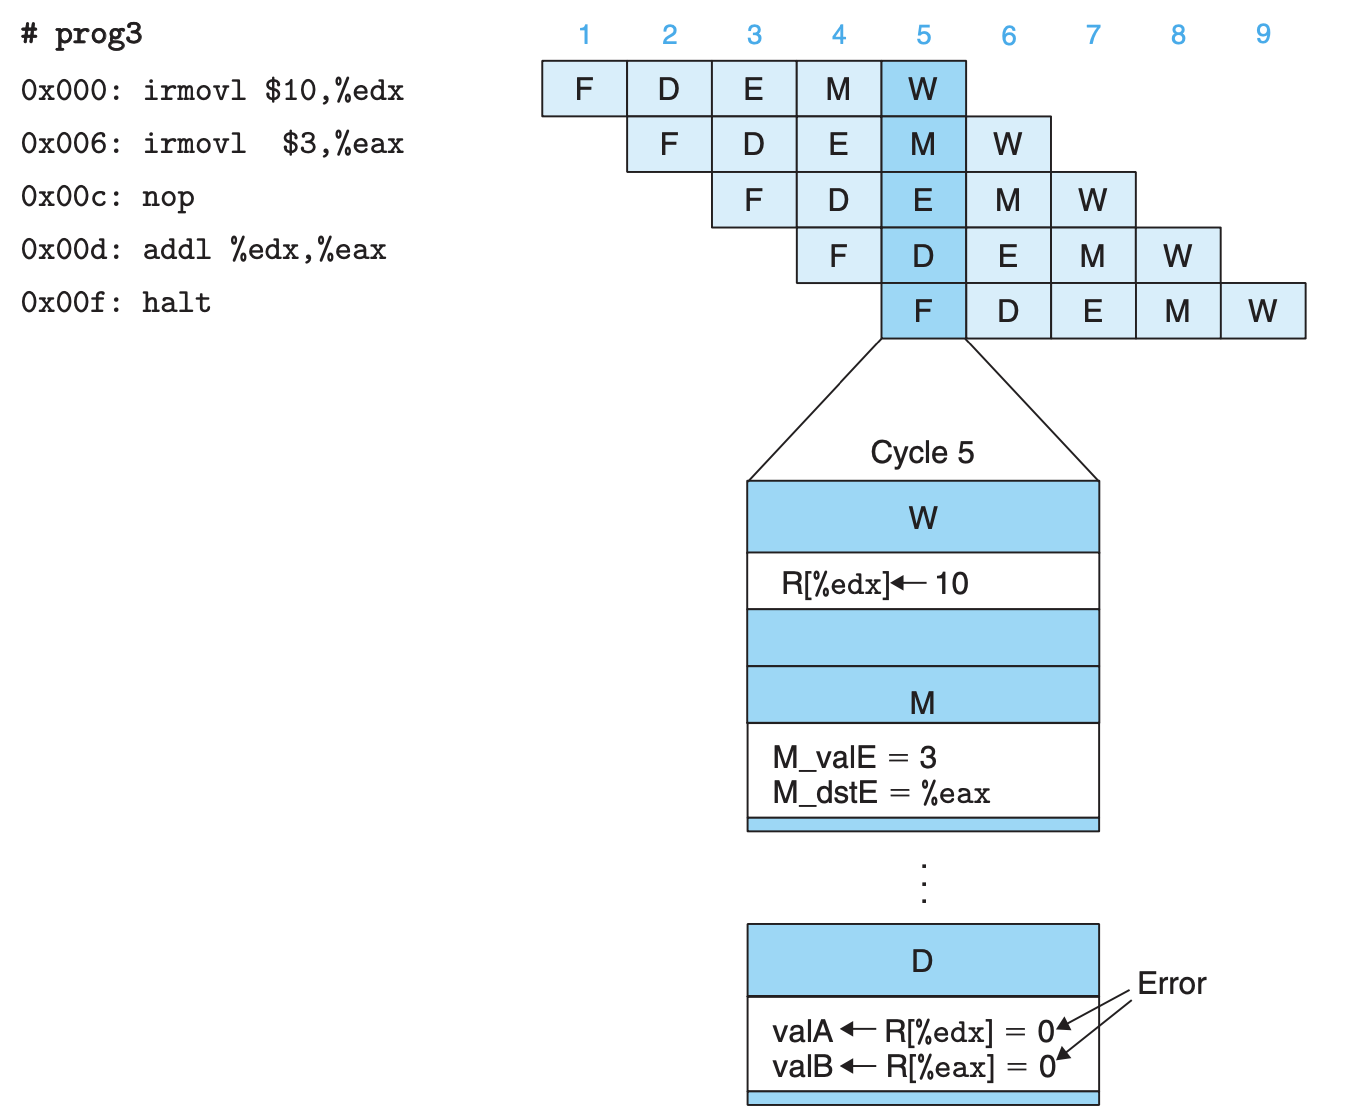 # prog3
1 2 3 4 5 6 7 8 9
0x000: irmovl $10,%edx F D E M W
0x006: irmovl  $3,%eax F D E M W
0x00c: nop F D E M W
0x00d: addl %edx,%eax F D E M W
0x00f: halt F D E M W
Cycle 5
W
R[%edx]← 10
M
M_valE = 3
M_dstE = %eax
⋮
D
Error
valA ← R[%edx] = 0
valB ← R[%eax] = 0